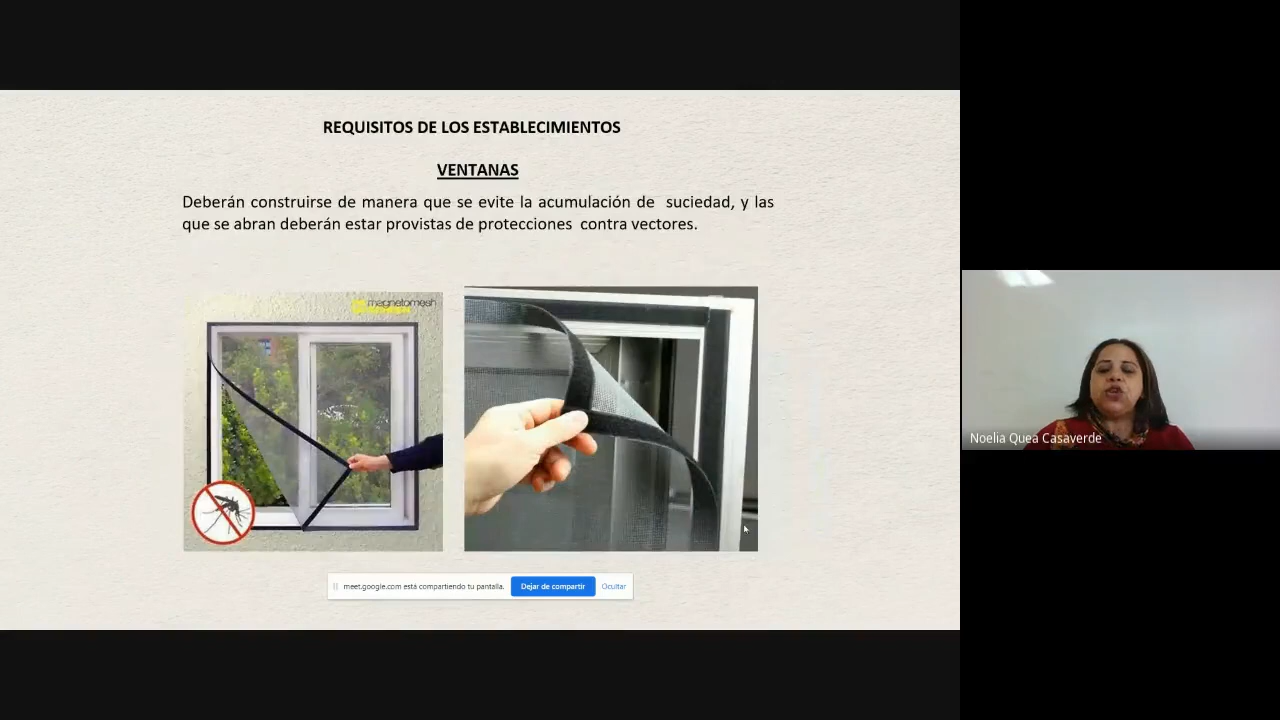 REQUISITOS DE LOS ESTABLECIMIENTOS
VENTANAS
Deberán construirse de manera que se evite la acumulación de suciedad, y las
que se abran deberán estar provistas de protecciones contra vectores.
magnetomesh
meet.google.com está compartiendo tu pantalla.
Dejar de compartir
Ocultar
Noelia Quea Casaverde